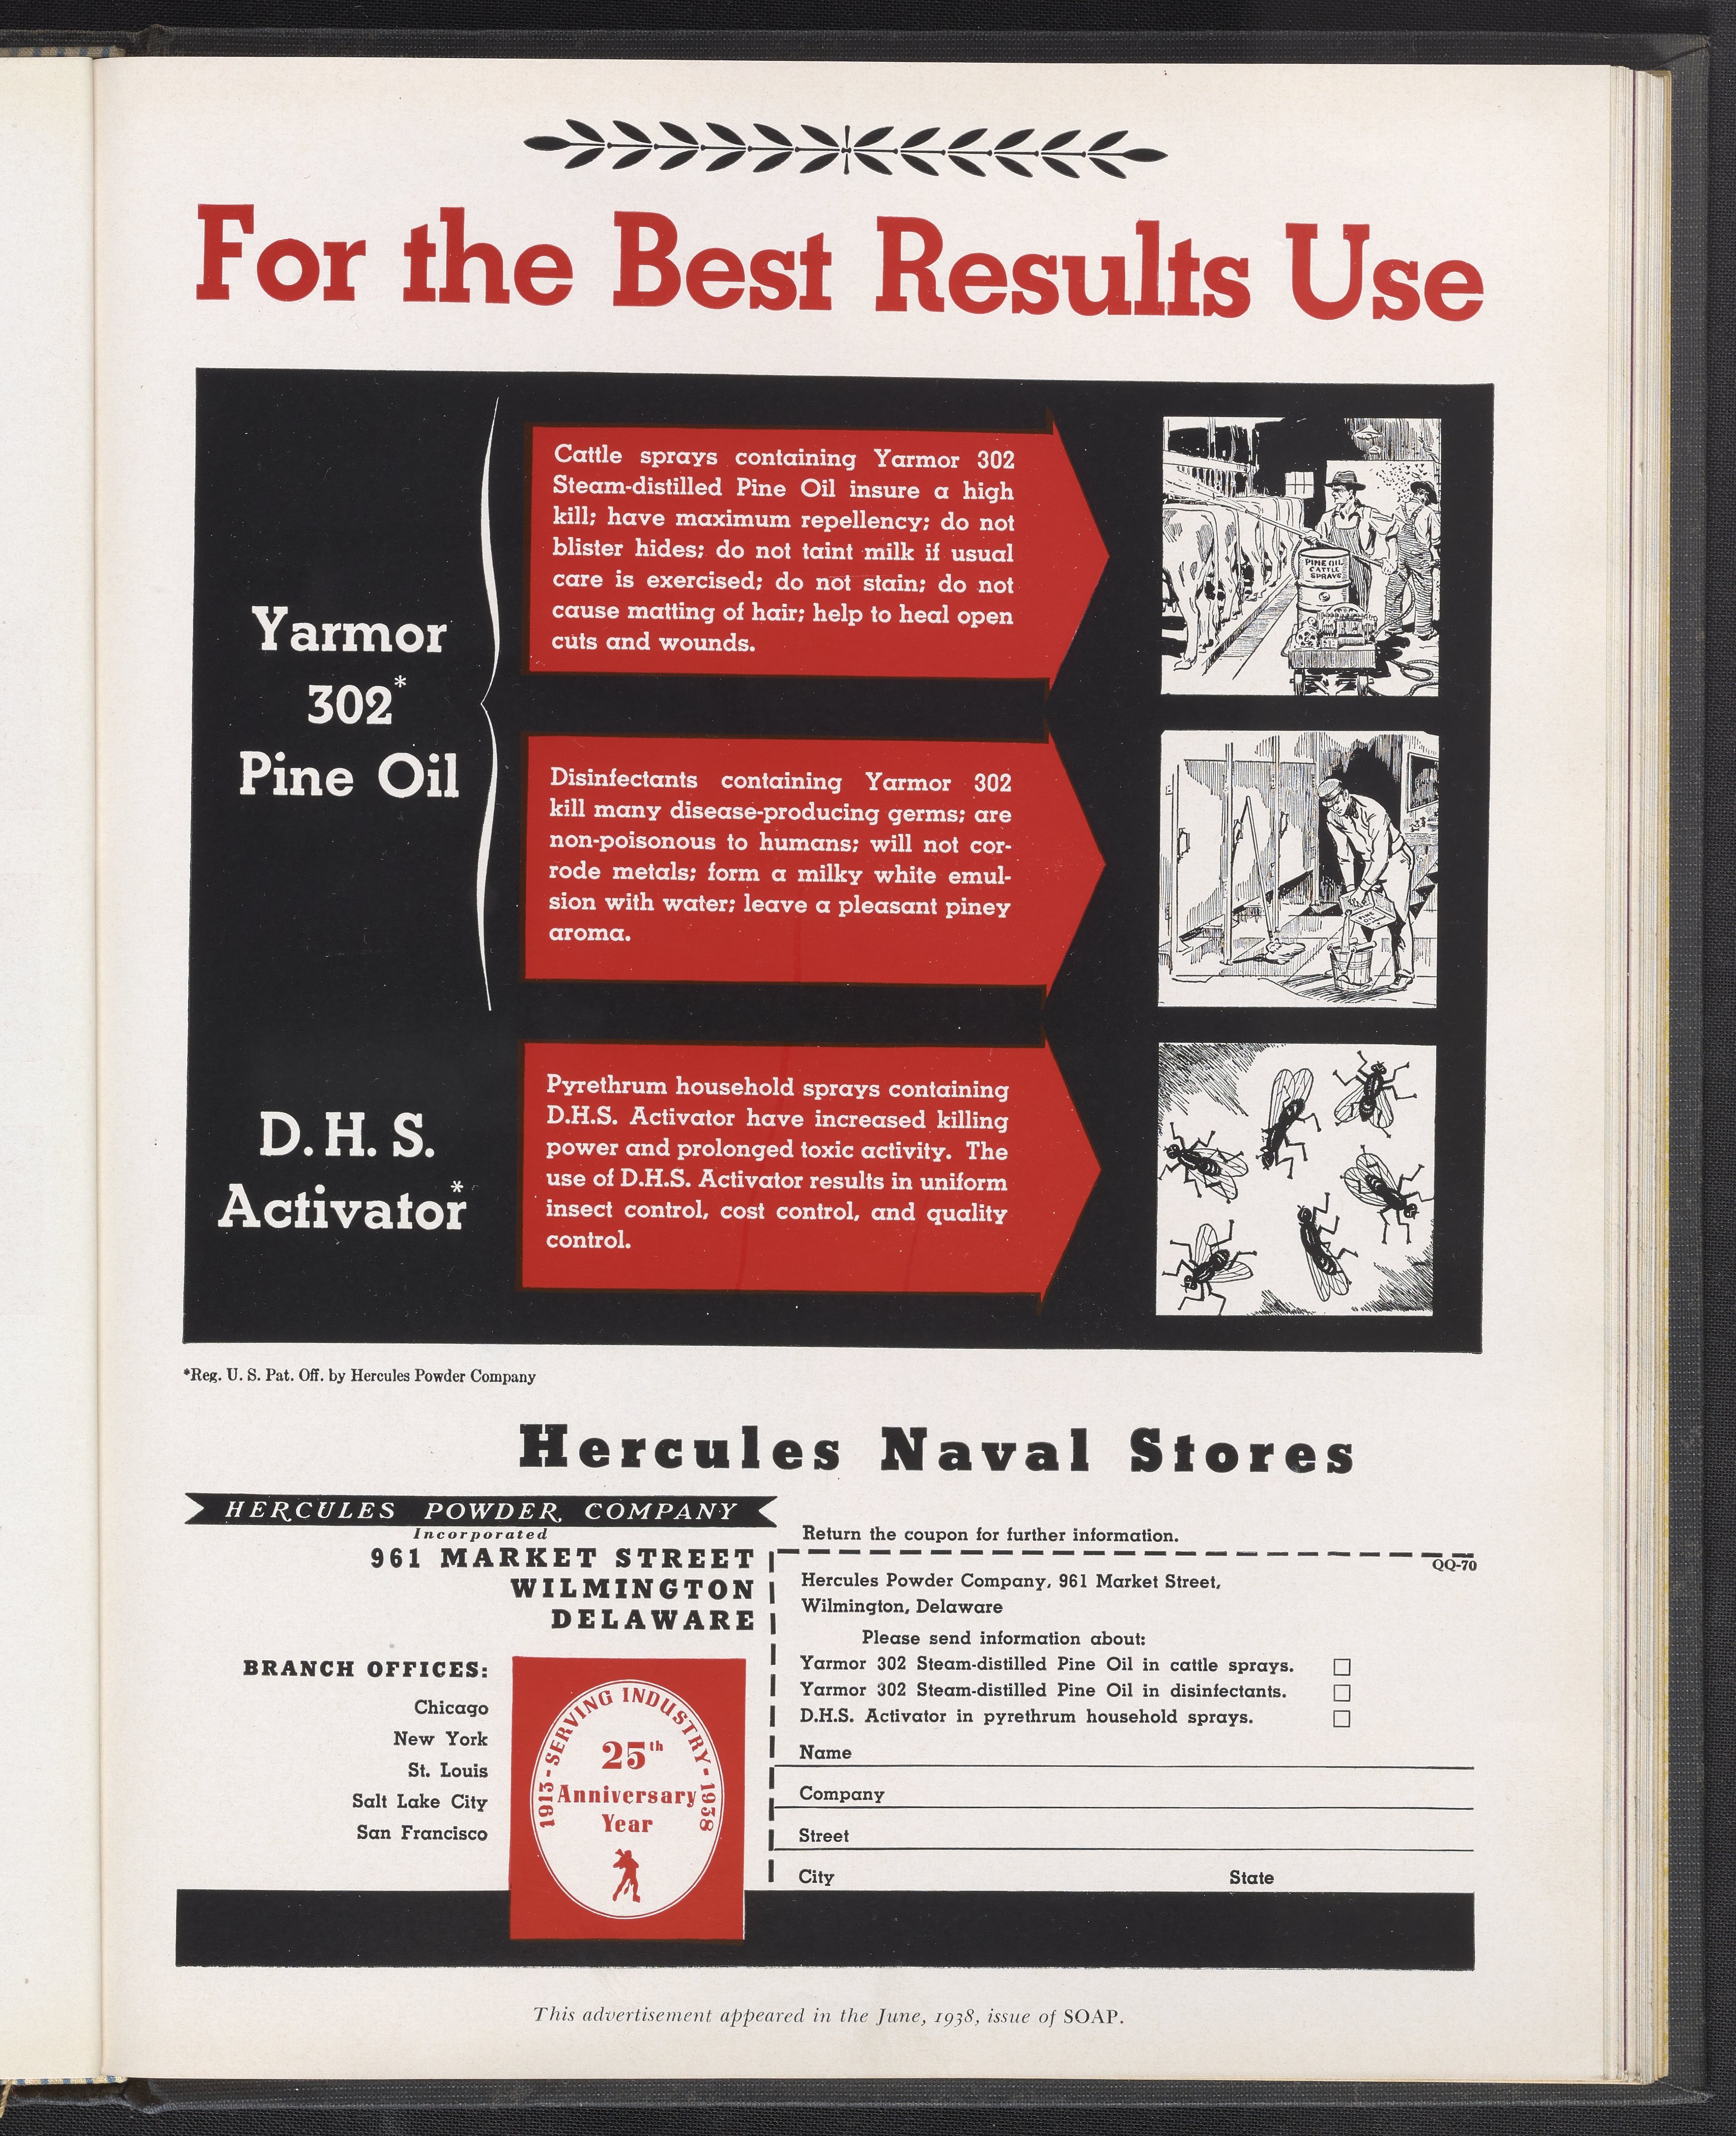 For the Best Results Use
Yarmor
302*
Pine Oil
Cattle sprays containing Yarmor 302
Steam-distilled Pine Oil insure a high
kill; have maximum repellency; do not
blister hides; do not taint milk if usual
care is exercised; do not stain; do not
cause matting of hair; help to heal open
cuts and wounds.
PINE OIL
CATTLE
SPRAYS
Disinfectants containing Yarmor 302
kill many disease-producing germs; are
non-poisonous to humans; will not cor-
rode metals; form a milky white emul-
sion with water; leave a pleasant piney
aroma.
PINE
D. H. S.
Activator*
Pyrethrum household sprays containing
D.H.S. Activator have increased killing
power and prolonged toxic activity. The
use of D.H.S. Activator results in uniform
insect control, cost control, and quality
control.
*Reg. U. S. Pat. Off. by Hercules Powder Company
Hercules Naval Stores
HERCULES POWDER COMPANY
Incorporated
961 MARKET STREET
WILMINGTON
DELAWARE
BRANCH OFFICES:
Chicago
New York
St. Louis
Salt Lake City
San Francisco
1913 - SERVING INDUSTRY - 1938
25th
Anniversary
Year
Return the coupon for further information.
QQ-70
Hercules Powder Company, 961 Market Street,
Wilmington, Delaware
Please send information about:
Yarmor 302 Steam-distilled Pine Oil in cattle sprays. □
Yarmor 302 Steam-distilled Pine Oil in disinfectants. □
D.H.S. Activator in pyrethrum household sprays. □
Name
Company
Street
City State
This advertisement appeared in the June, 1938, issue of SOAP.